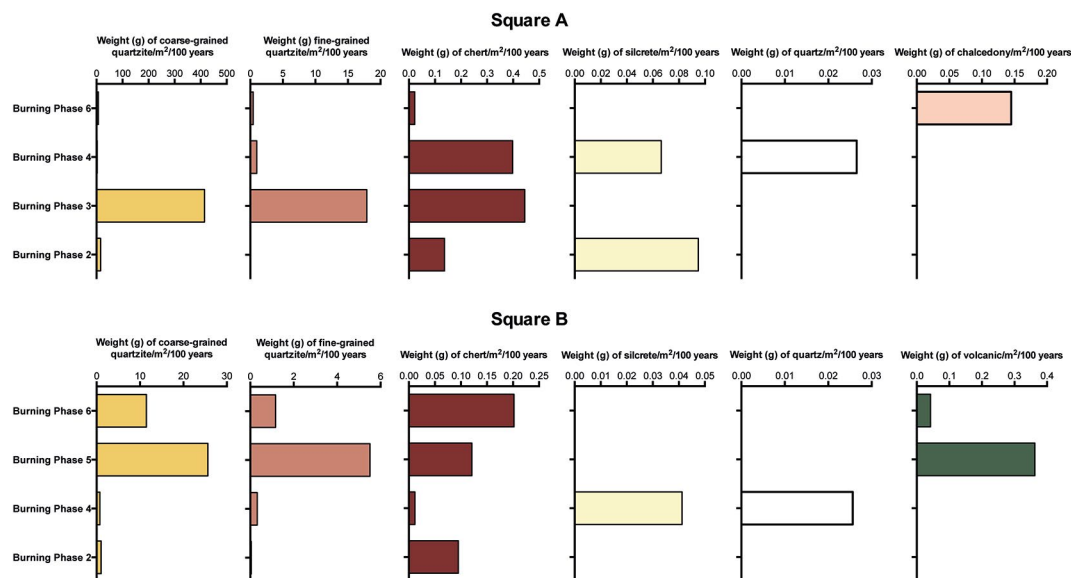 Square A
Weight (g) of coarse-grained
quartzite/m²/100 years
0 100 200 300 400 500
Weight (g) fine-grained
quartzite/m²/100 years
0 5 10 15 20
Weight (g) of chert/m²/100 years
0.0 0.1 0.2 0.3 0.4 0.5
Weight (g) of silcrete/m²/100 years
0.00 0.02 0.04 0.06 0.08 0.10
Weight (g) of quartz/m²/100 years
0.00 0.01 0.02 0.03
Weight (g) of chalcedony/m²/100 years
0.00 0.05 0.10 0.15 0.20
Burning Phase 6
Burning Phase 4
Burning Phase 3
Burning Phase 2
Square B
Weight (g) of coarse-grained
quartzite/m²/100 years
0 10 20 30
Weight (g) of fine-grained
quartzite/m²/100 years
0 2 4 6
Weight (g) of chert/m²/100 years
0.00 0.05 0.10 0.15 0.20 0.25
Weight (g) of silcrete/m²/100 years
0.00 0.01 0.02 0.03 0.04 0.05
Weight (g) of quartz/m²/100 years
0.00 0.01 0.02 0.03
Weight (g) of volcanic/m²/100 years
0.0 0.1 0.2 0.3 0.4
Burning Phase 6
Burning Phase 5
Burning Phase 4
Burning Phase 2